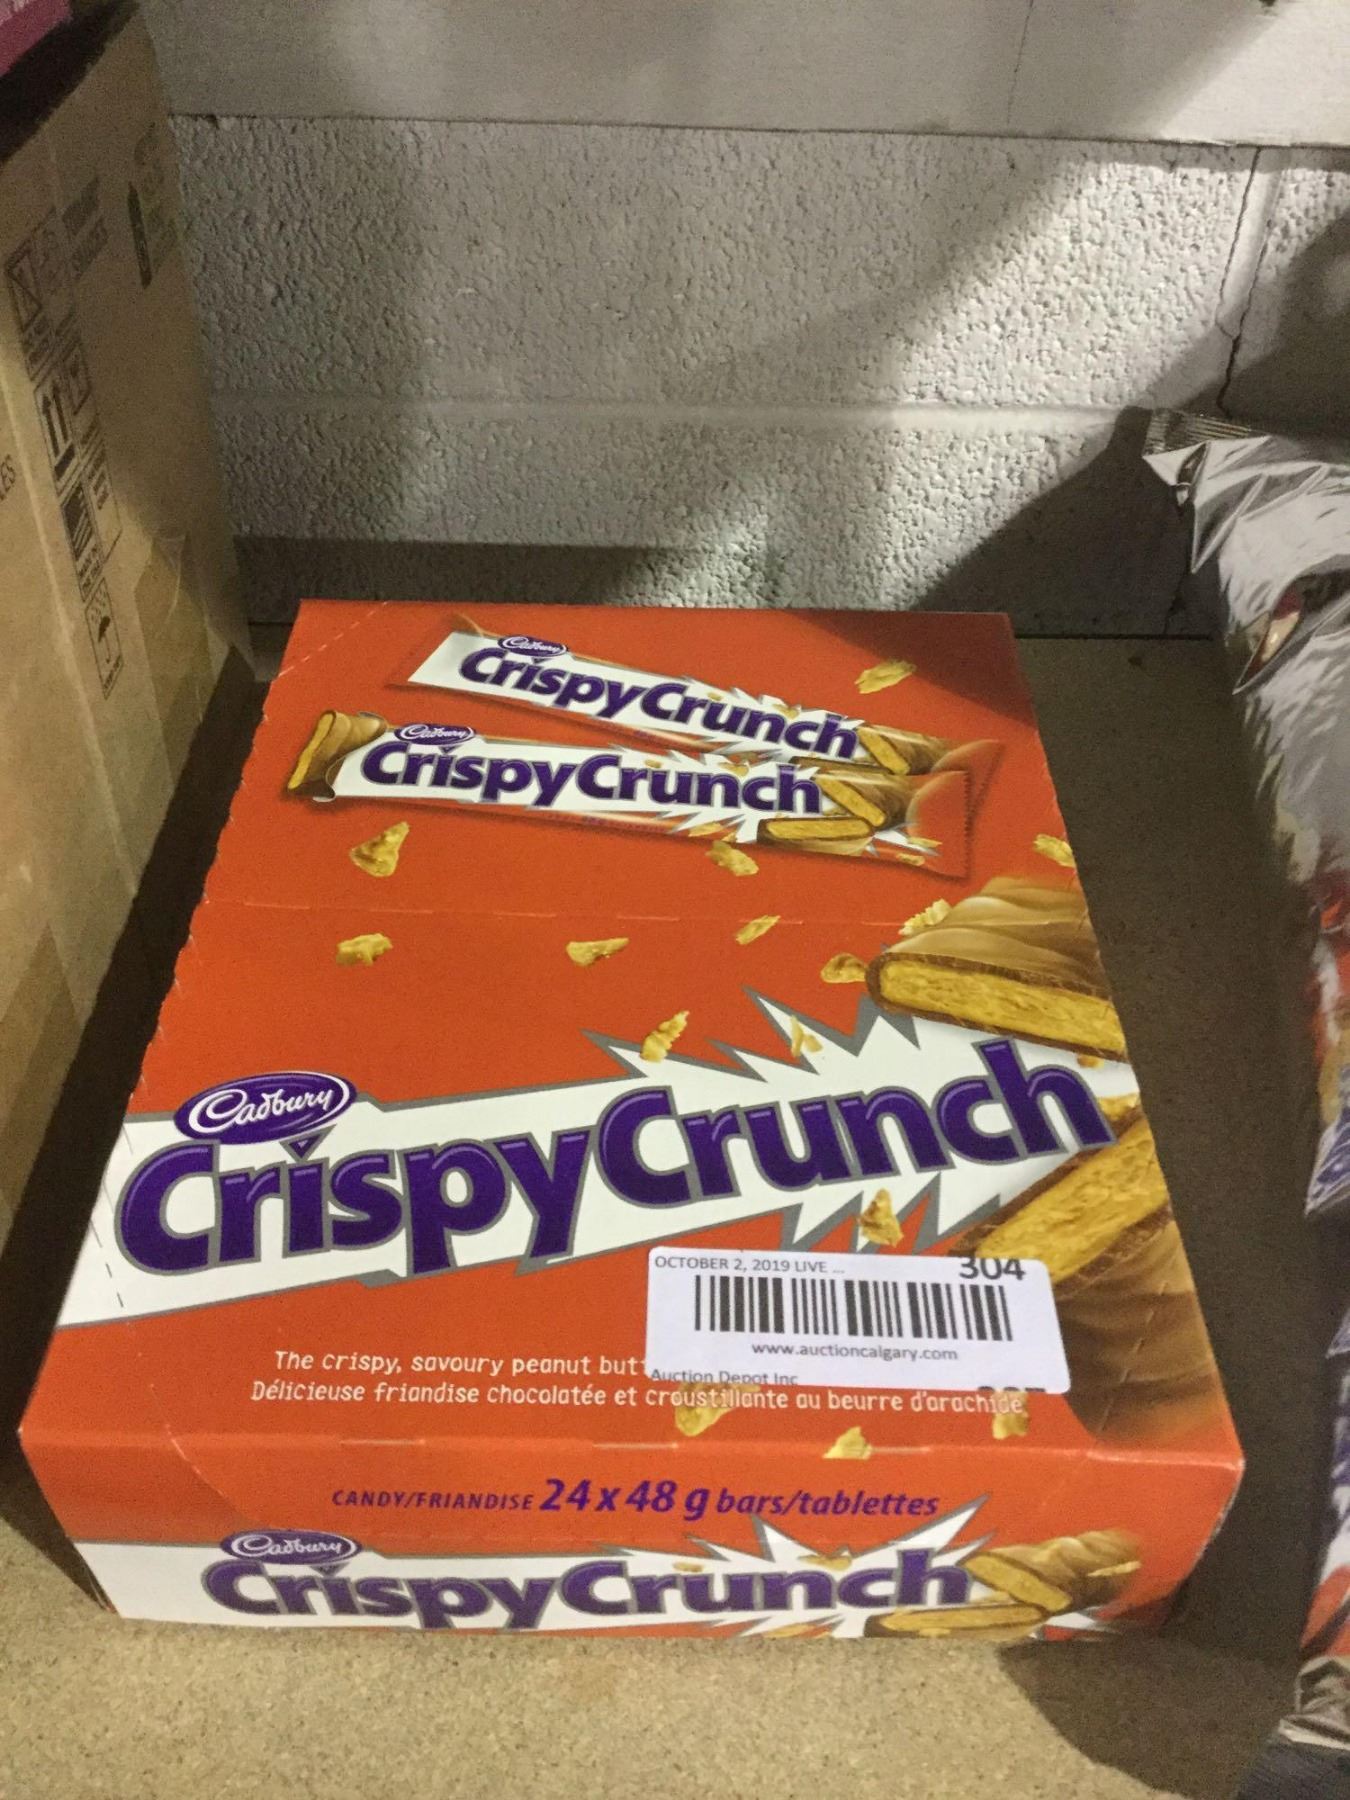 Cadbury
CrispyCrunch
Cadbury
CrispyCrunch
Cadbury
CrispyCrunch
OCTOBER 2, 2019 LIVE ...
304
www.auctioncalgary.com
Auction Depot Inc
The crispy, savoury peanut butt
Délicieuse friandise chocolatée et croustillante au beurre d'arachide
CANDY/FRIANDISE 24 x 48 g bars/tablettes
Cadbury
CrispyCrunch